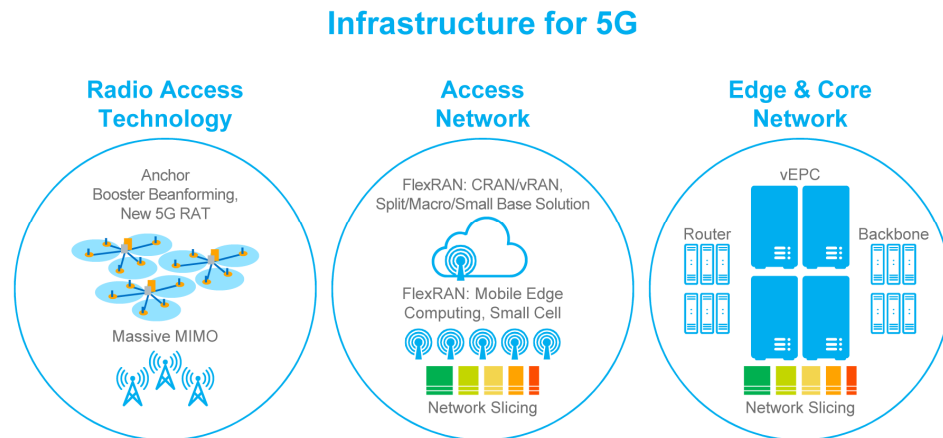 Infrastructure for 5G
Radio Access
Technology
Anchor
Booster Beanforming,
New 5G RAT
Massive MIMO
Access
Network
FlexRAN: CRAN/vRAN,
Split/Macro/Small Base Solution
FlexRAN: Mobile Edge
Computing, Small Cell
Network Slicing
Edge & Core
Network
vEPC
Router
Backbone
Network Slicing